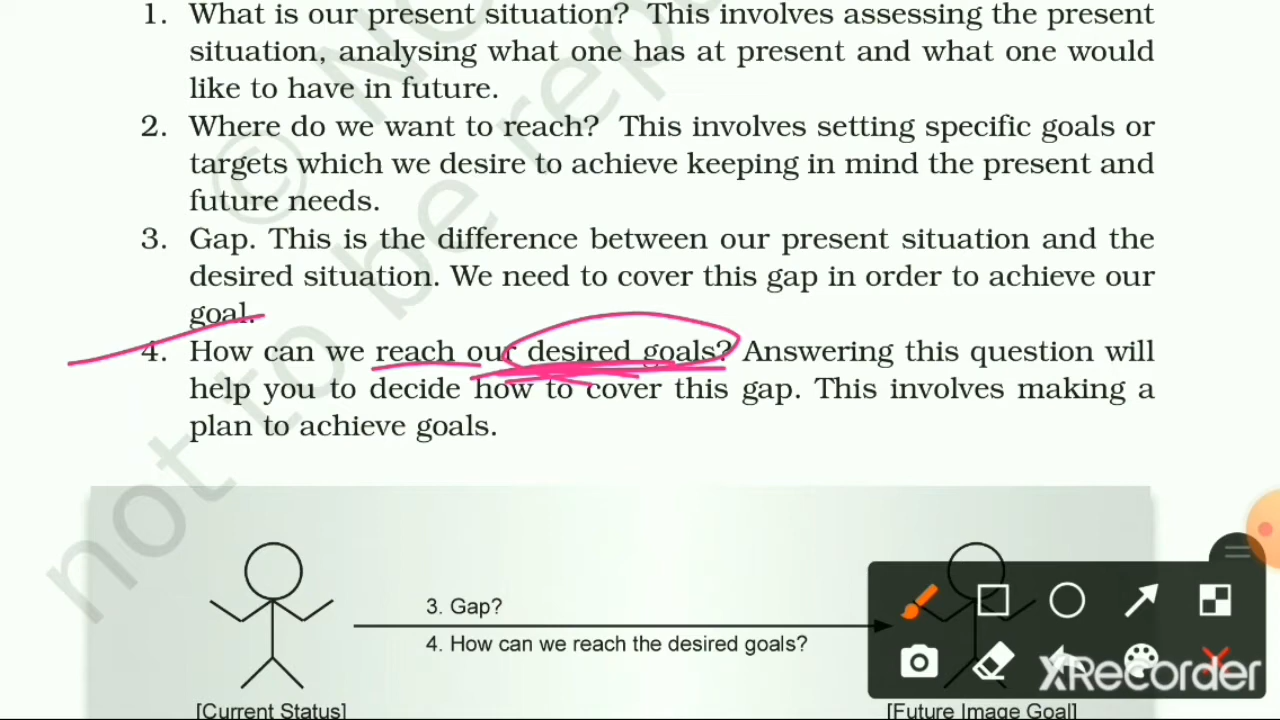 1. What is our present situation? This involves assessing the present
situation, analysing what one has at present and what one would
like to have in future.
2. Where do we want to reach? This involves setting specific goals or
targets which we desire to achieve keeping in mind the present and
future needs.
3. Gap. This is the difference between our present situation and the
desired situation. We need to cover this gap in order to achieve our
goal.
4. How can we reach our desired goals? Answering this question will
help you to decide how to cover this gap. This involves making a
plan to achieve goals.
not to be rep
3. Gap?
4. How can we reach the desired goals?
XRecorder
[Current Status]
[Future Image Goal]